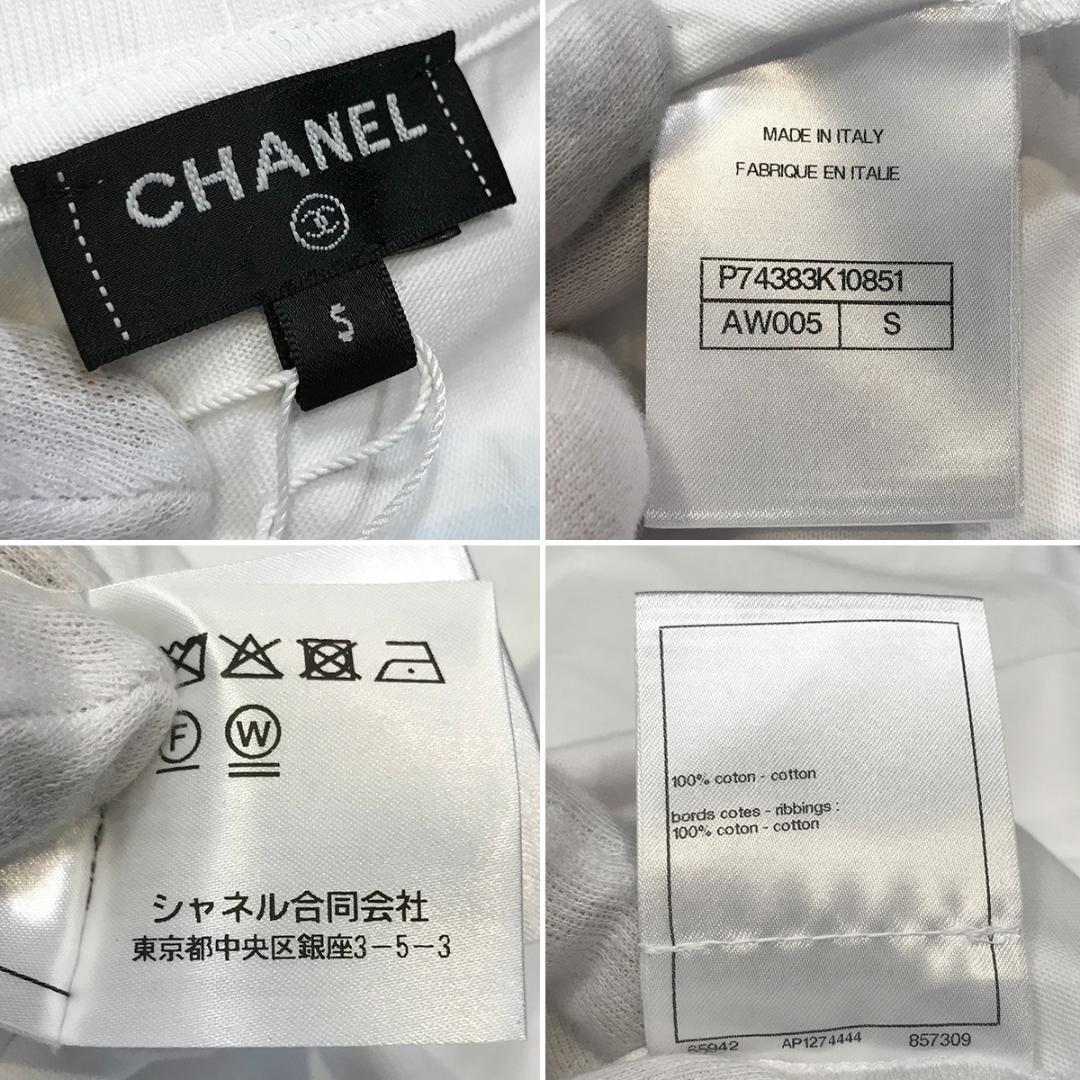 CHANEL
S
MADE IN ITALY
FABRIQUE EN ITALIE
P74383K10851
AW005 S
F W
シャネル合同会社
東京都中央区銀座3-5-3
100% coton - cotton
bords cotes - ribbings :
100% coton - cotton
65942 AP1274444 857309